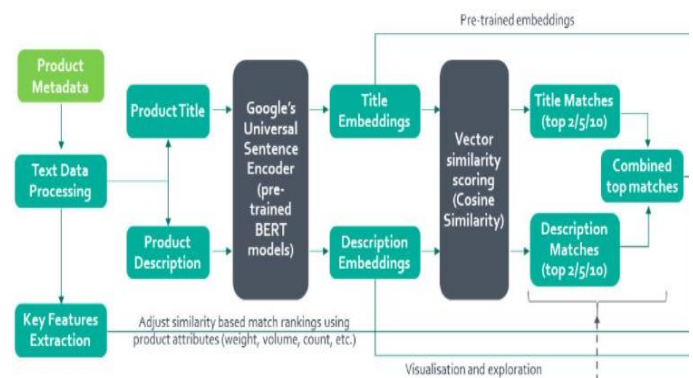 Pre-trained embeddings
Product
Metadata
Product Title
Google's
Universal
Sentence
Encoder
(pre-
trained
BERT
models)
Title
Embeddings
Vector
similarity
scoring
(Cosine
Similarity)
Title Matches
(top 2/5/10)
Text Data
Processing
Combined
top matches
Product
Description
Description
Embeddings
Description
Matches
(top 2/5/10)
Key Features
Extraction
Adjust similarity based match rankings using
product attributes (weight, volume, count, etc.)
Visualisation and exploration